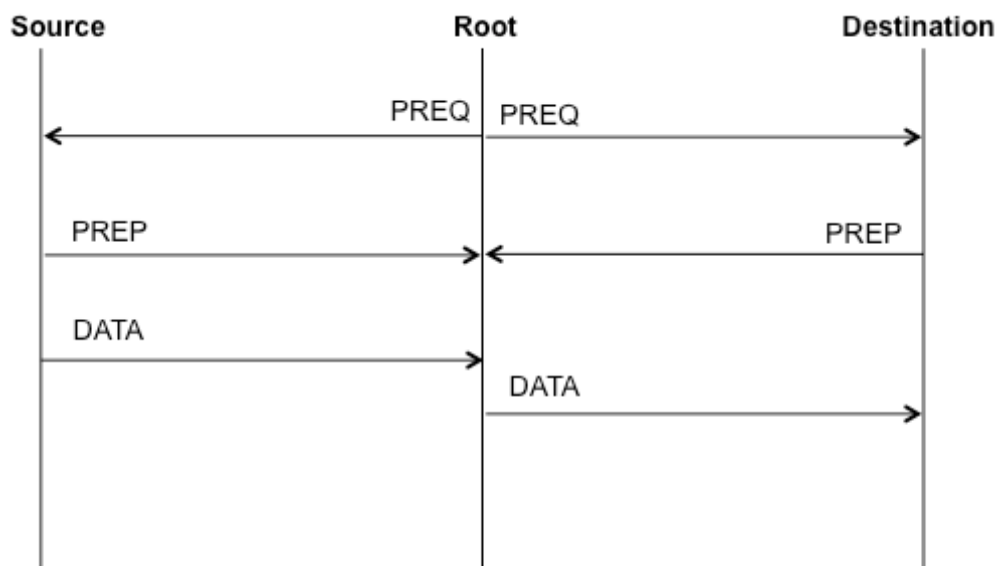 Source Root Destination
PREQ PREQ
PREP PREP
DATA
DATA